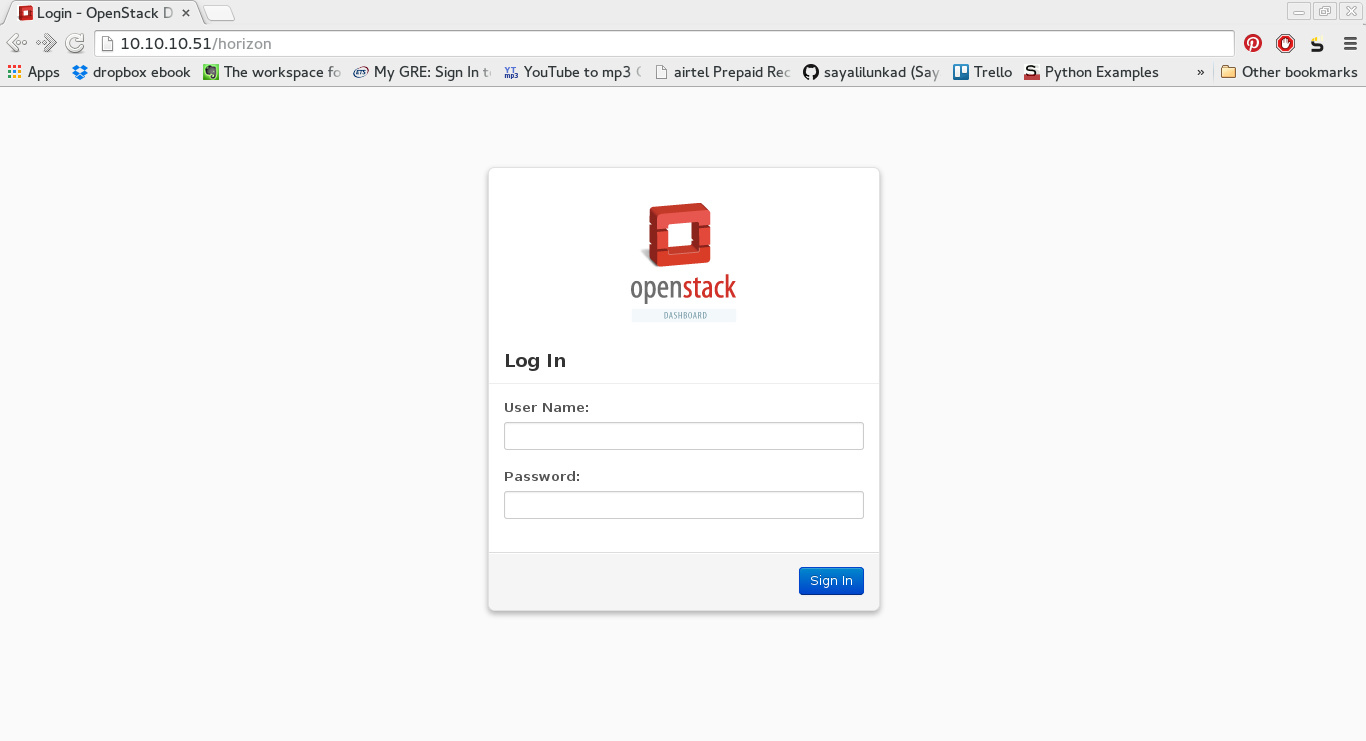 Login - OpenStack D
10.10.10.51/horizon
Apps dropbox ebook The workspace fo My GRE: Sign In t YouTube to mp3 airtel Prepaid Rec sayalilunkad (Say Trello Python Examples » Other bookmarks
openstack
DASHBOARD
Log In
User Name:
Password:
Sign In